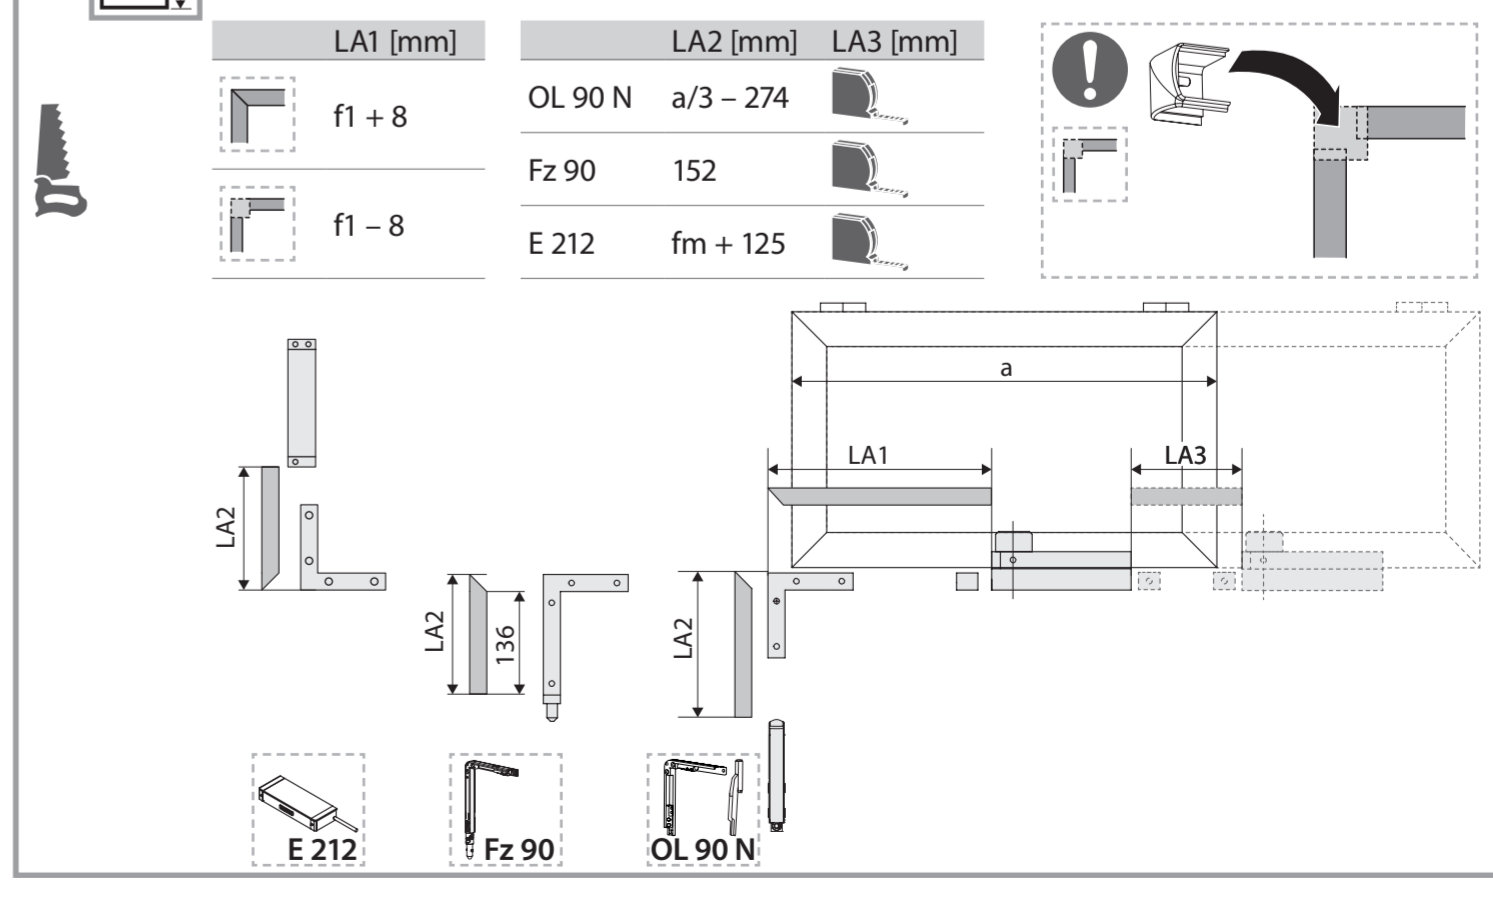 LA1 [mm]
f1 + 8
f1 – 8
LA2 [mm] LA3 [mm]
OL 90 N a/3 – 274
Fz 90 152
E 212 fm + 125
a
LA1
LA3
LA2
LA2
136
LA2
E 212
Fz 90
OL 90 N